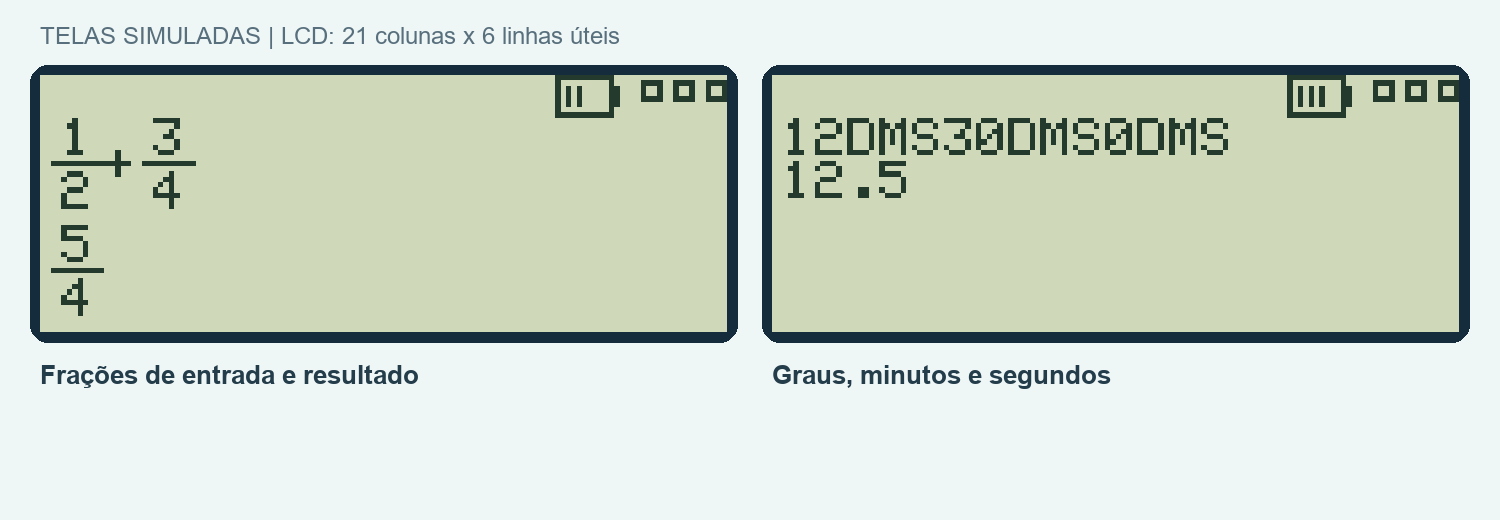 TELAS SIMULADAS | LCD: 21 colunas x 6 linhas úteis
1 3
+
2 4
5
4
Frações de entrada e resultado
12DMS30DMS0DMS
12.5
Graus, minutos e segundos